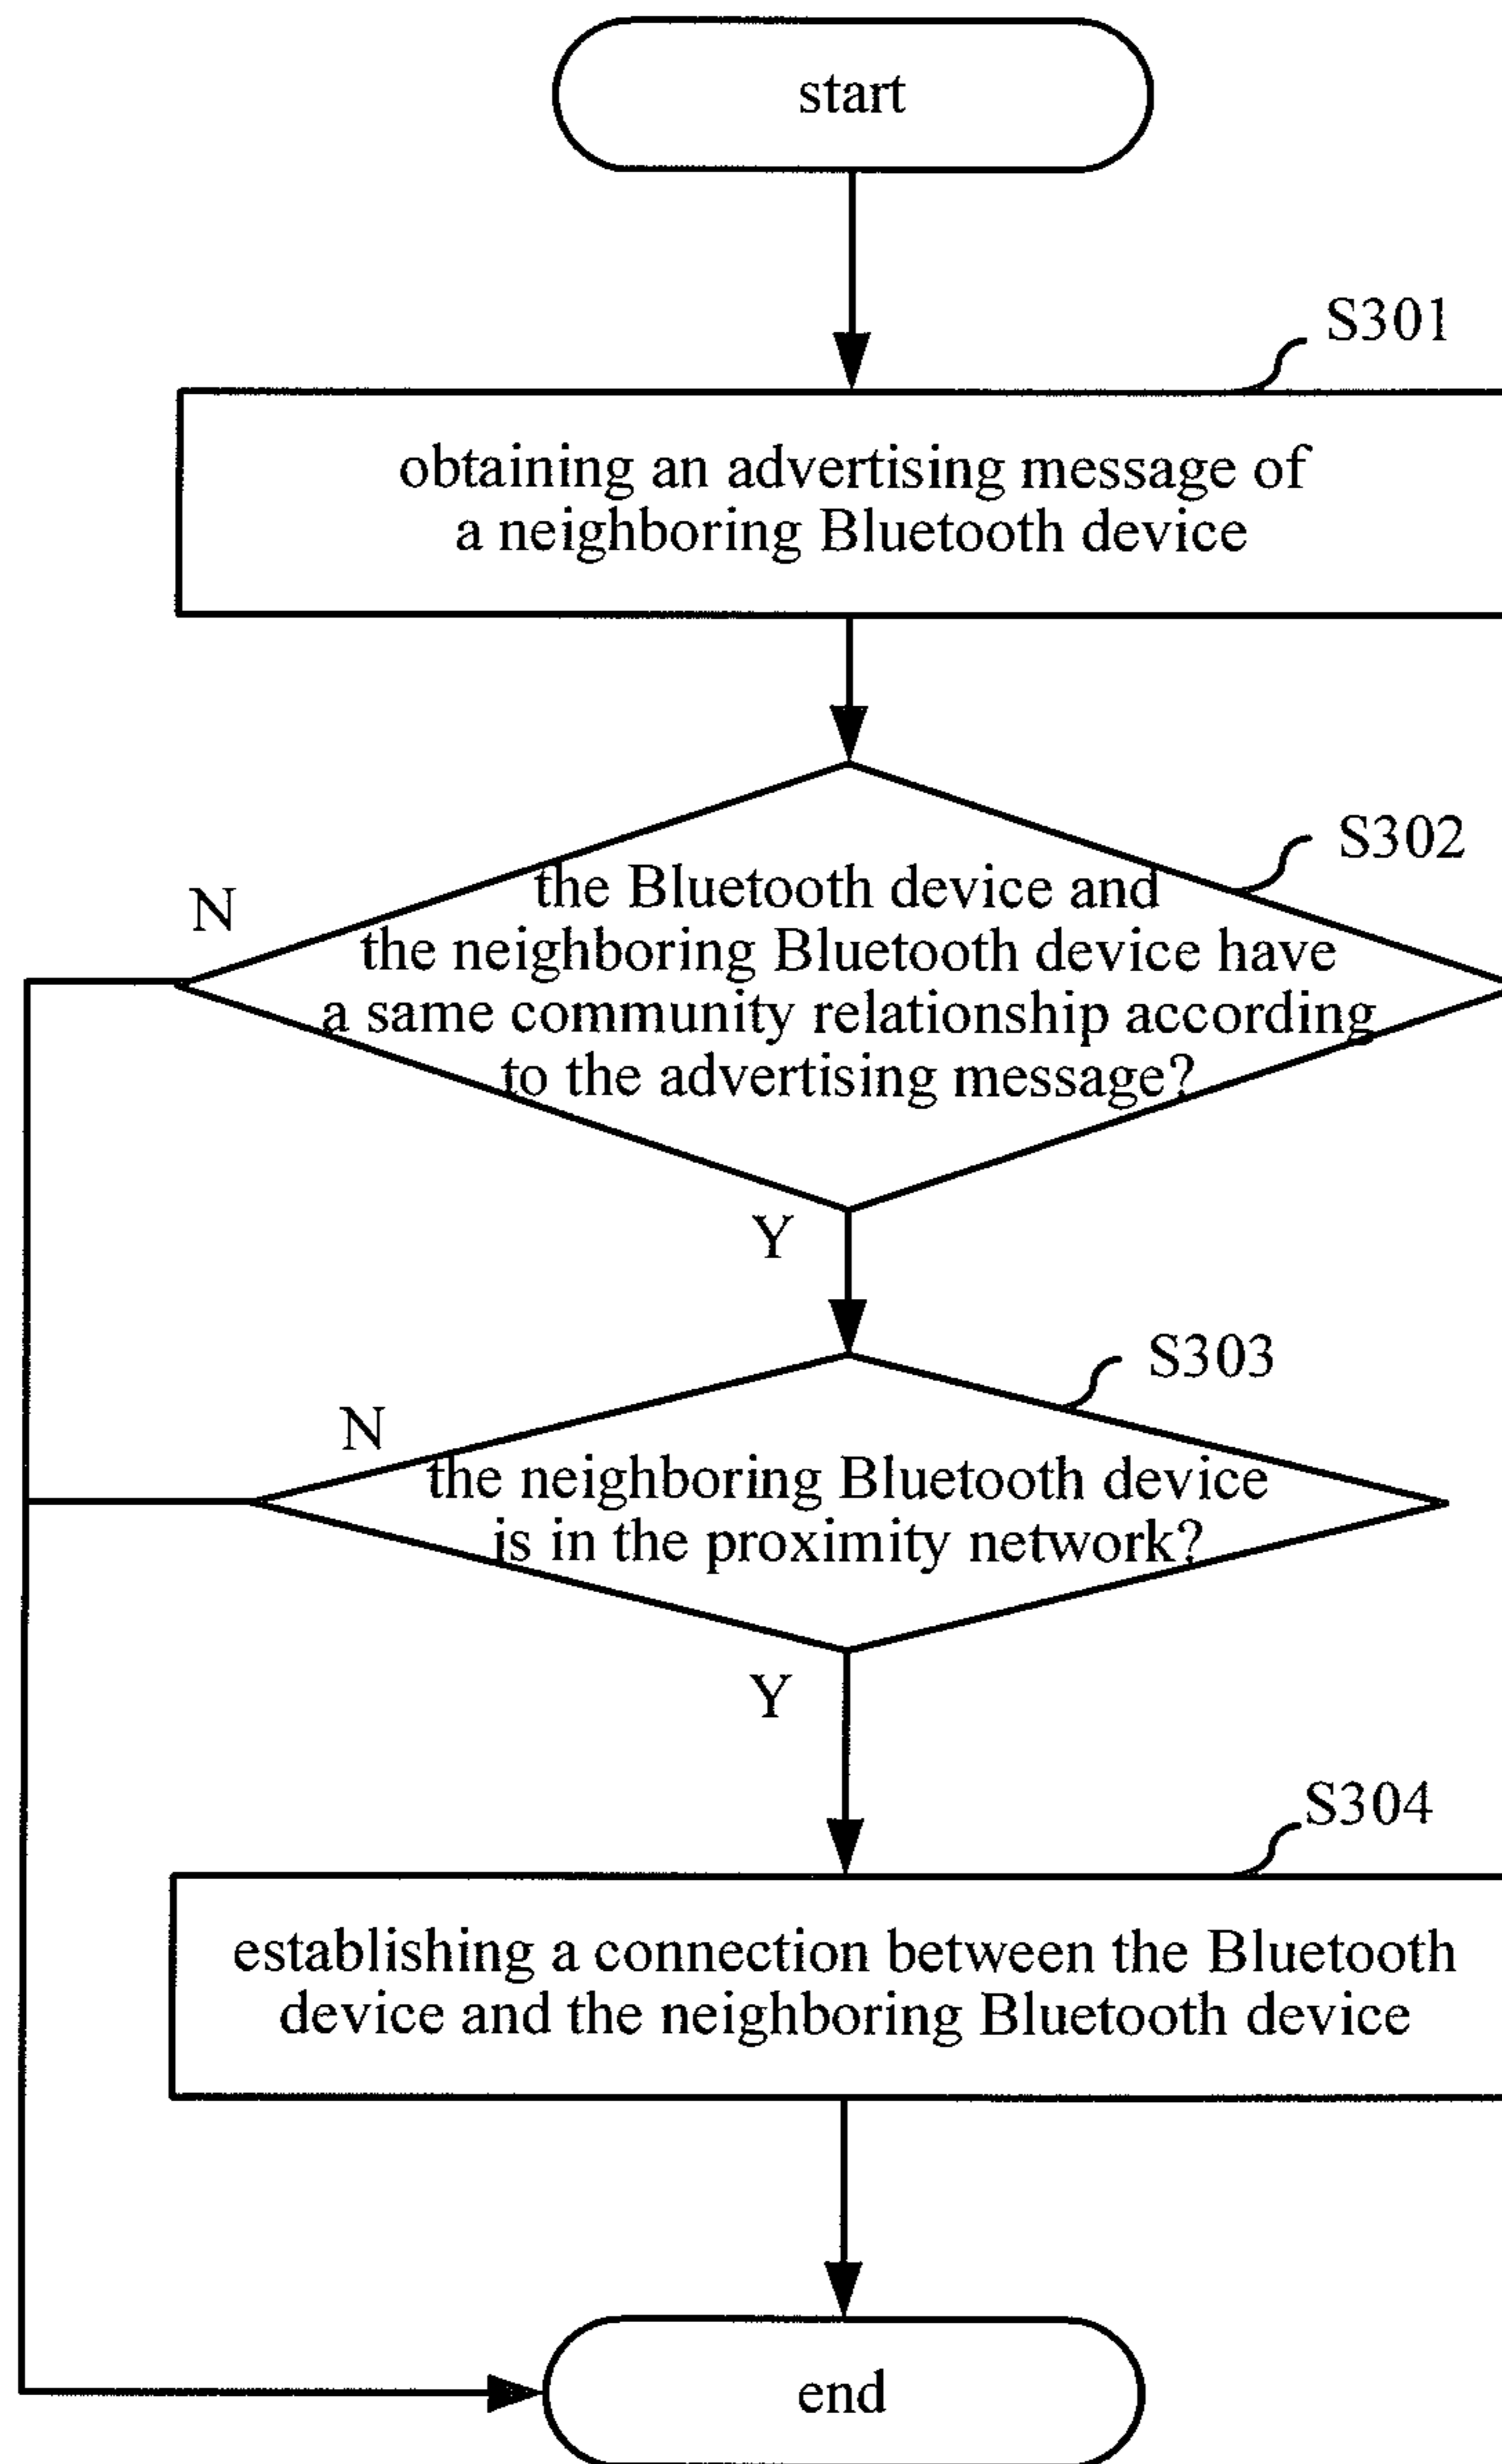 start
S301
obtaining an advertising message of
a neighboring Bluetooth device
S302
N
the Bluetooth device and
the neighboring Bluetooth device have
a same community relationship according
to the advertising message?
Y
S303
N
the neighboring Bluetooth device
is in the proximity network?
Y
S304
establishing a connection between the Bluetooth
device and the neighboring Bluetooth device
end